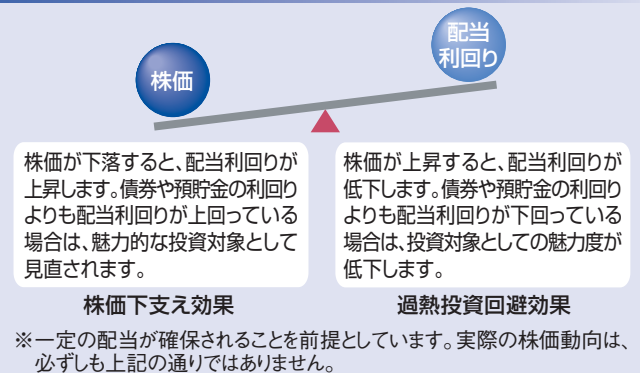 配当
利回り
株価
株価が下落すると、配当利回りが
上昇します。債券や預貯金の利回り
よりも配当利回りが上回っている
場合は、魅力的な投資対象として
見直されます。
株価下支え効果
株価が上昇すると、配当利回りが
低下します。債券や預貯金の利回り
よりも配当利回りが下回っている
場合は、投資対象としての魅力度が
低下します。
過熱投資回避効果
※一定の配当が確保されることを前提としています。実際の株価動向は、
必ずしも上記の通りではありません。